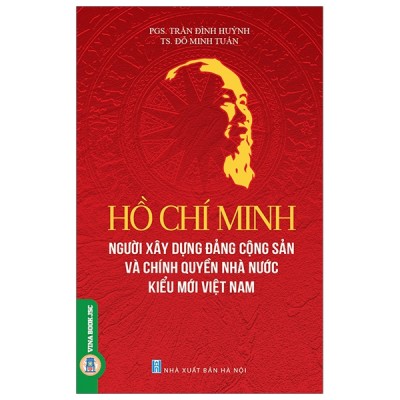 PGS. TRẦN ĐÌNH HUỲNH
TS. ĐỖ MINH TUẤN
HỒ CHÍ MINH
NGƯỜI XÂY DỰNG ĐẢNG CỘNG SẢN
VÀ CHÍNH QUYỀN NHÀ NƯỚC
KIỂU MỚI VIỆT NAM
VINA BOOK.JSC
NHÀ XUẤT BẢN HÀ NỘI